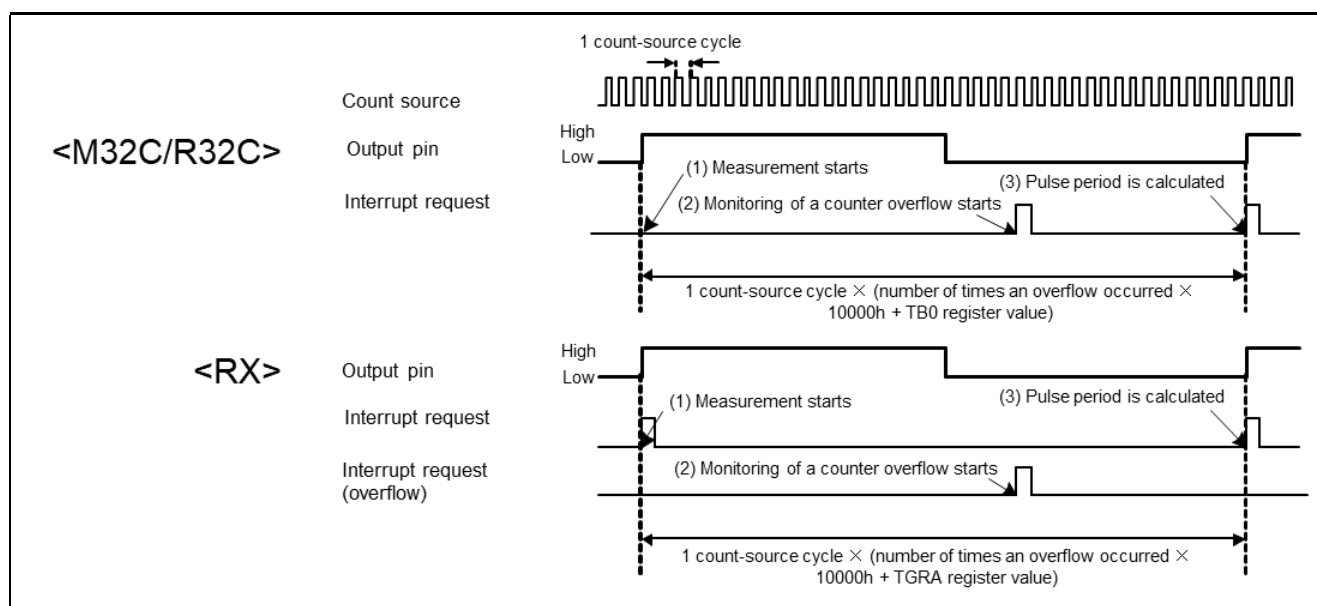 1 count-source cycle
Count source
<M32C/R32C>
Output pin
High
Low
(1) Measurement starts
(3) Pulse period is calculated
Interrupt request
(2) Monitoring of a counter overflow starts
1 count-source cycle × (number of times an overflow occurred ×
10000h + TB0 register value)
<RX>
Output pin
High
Low
(1) Measurement starts
(3) Pulse period is calculated
Interrupt request
Interrupt request
(overflow)
(2) Monitoring of a counter overflow starts
1 count-source cycle × (number of times an overflow occurred ×
10000h + TGRA register value)